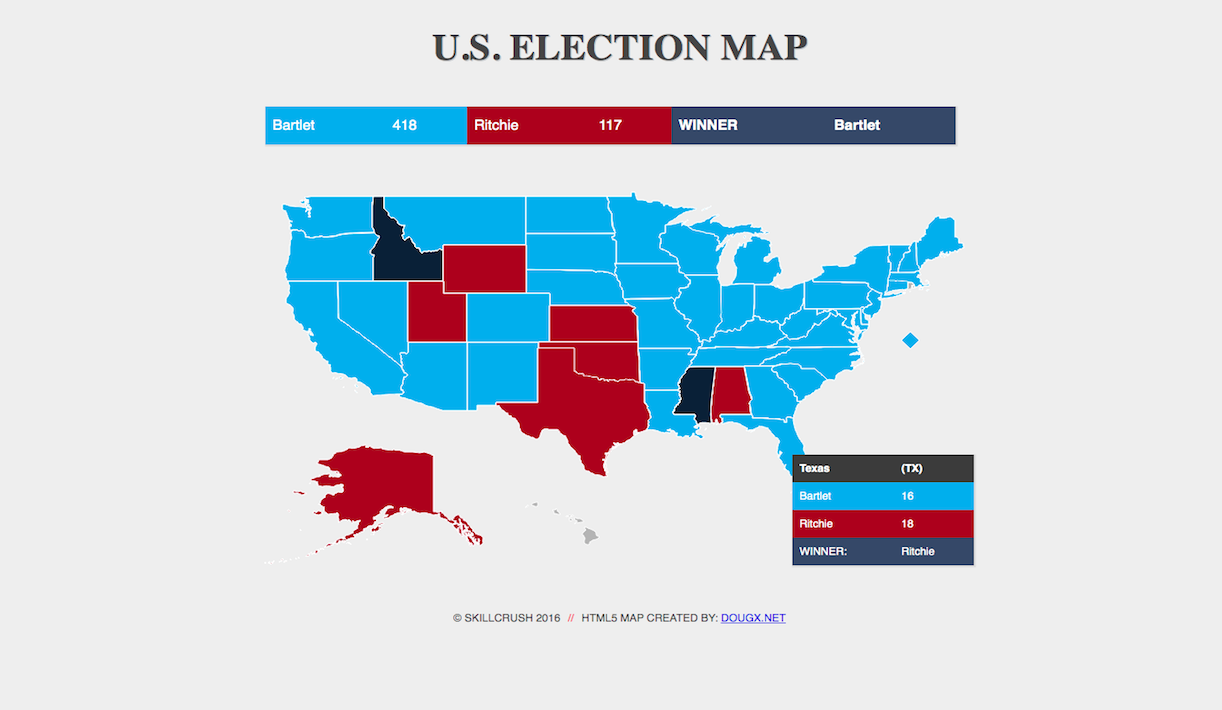 U.S. ELECTION MAP
Bartlet 418 Ritchie 117 WINNER Bartlet
Texas (TX)
Bartlet 16
Ritchie 18
WINNER: Ritchie
© SKILLCRUSH 2016 // HTML5 MAP CREATED BY: DOUGX.NET